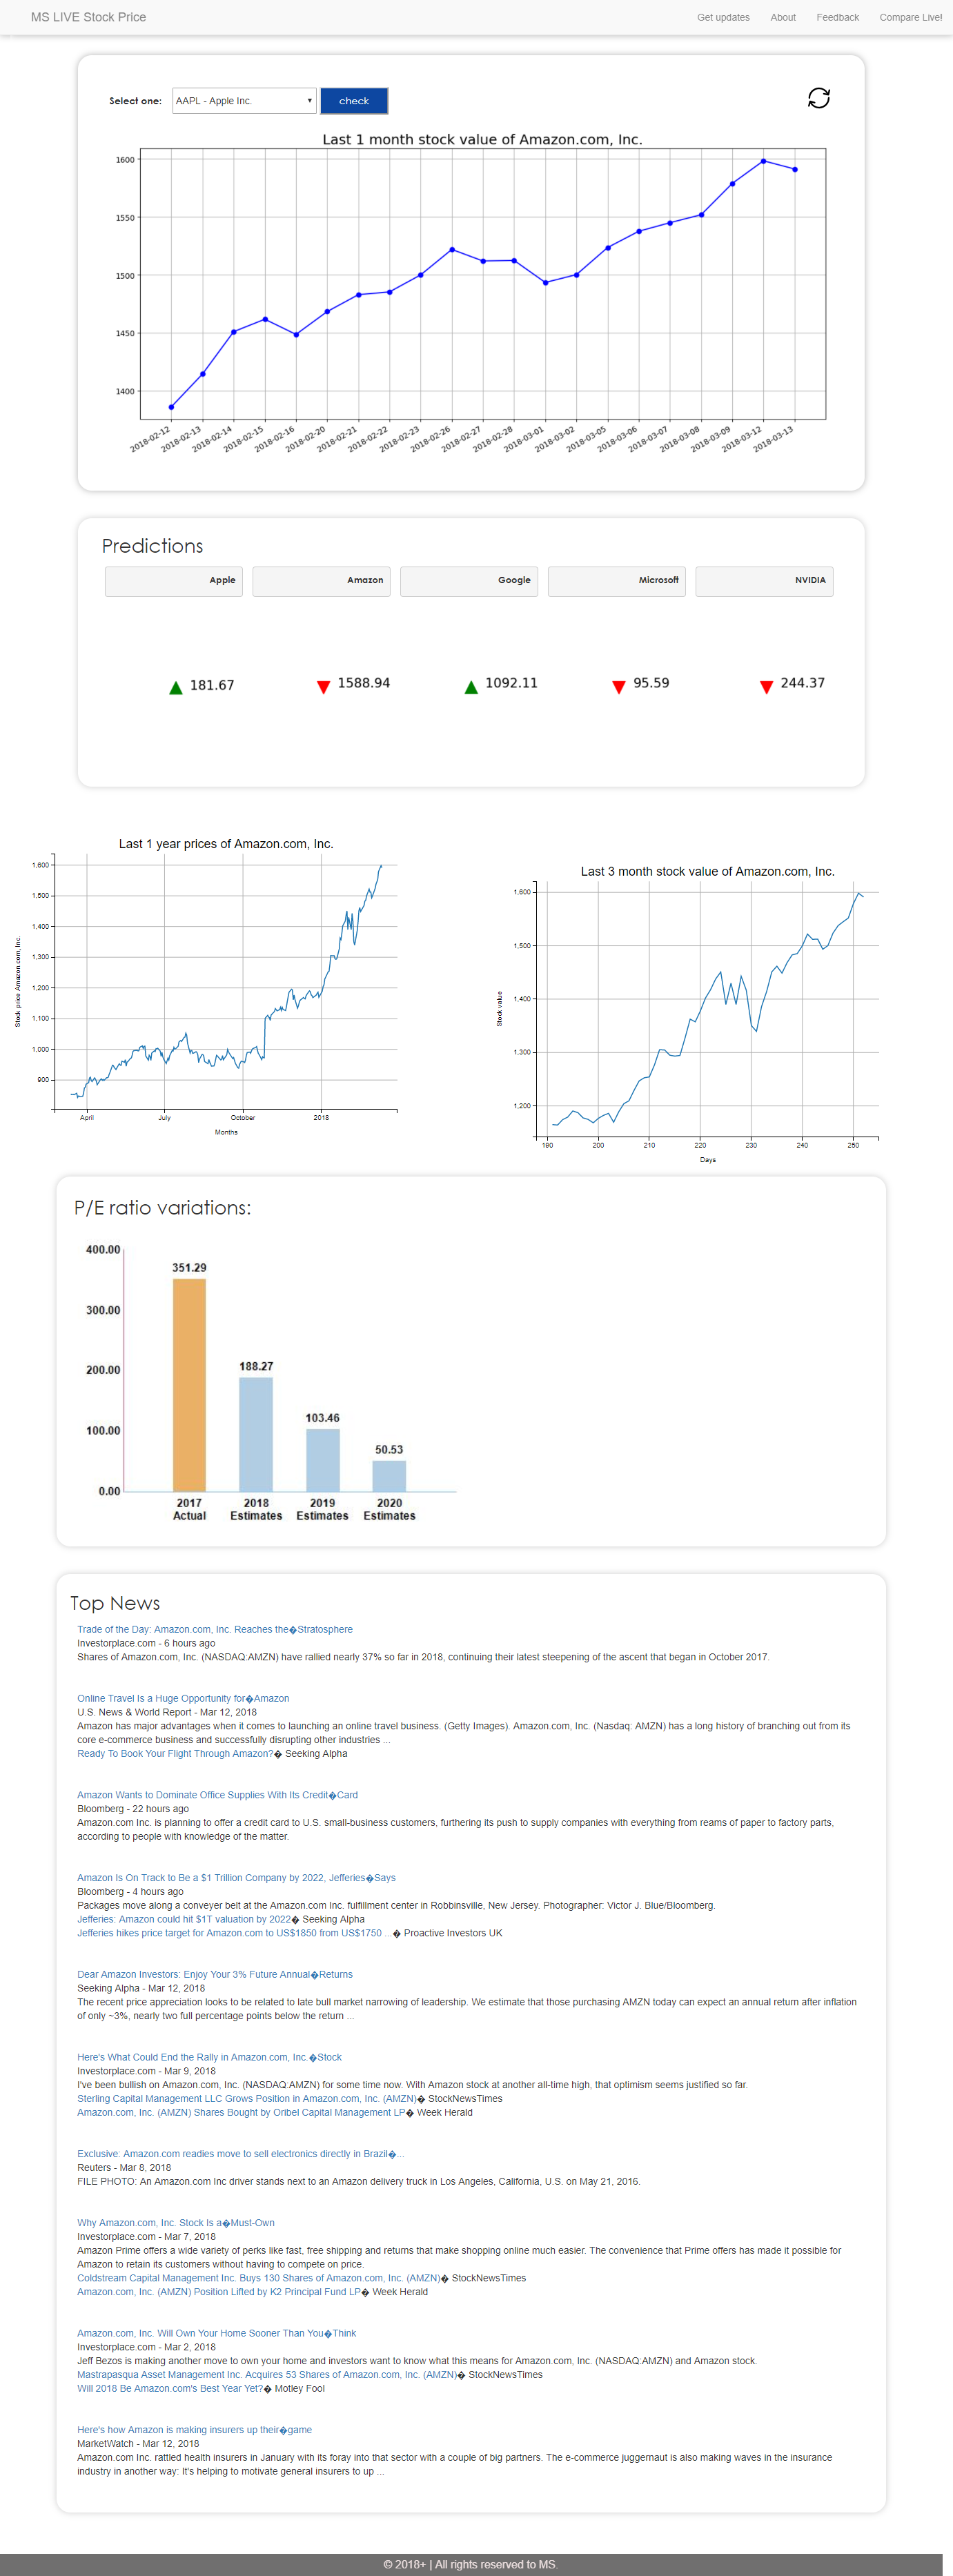 MS LIVE Stock Price
Get updates About Feedback Compare Live!
Select one: AAPL - Apple Inc. check
Last 1 month stock value of Amazon.com, Inc.
1600
1550
1500
1450
1400
2018-02-12 2018-02-13 2018-02-14 2018-02-15 2018-02-16 2018-02-20 2018-02-21 2018-02-22 2018-02-23 2018-02-26 2018-02-27 2018-02-28 2018-03-01 2018-03-02 2018-03-05 2018-03-06 2018-03-07 2018-03-08 2018-03-09 2018-03-12 2018-03-13
Predictions
Apple Amazon Google Microsoft NVIDIA
181.67 1588.94 1092.11 95.59 244.37
Last 1 year prices of Amazon.com, Inc.
Stock price Amazon.com, Inc.
1,600
1,500
1,400
1,300
1,200
1,100
1,000
900
April July October 2018
Months
Last 3 month stock value of Amazon.com, Inc.
Stock value
1,600
1,500
1,400
1,300
1,200
190 200 210 220 230 240 250
Days
P/E ratio variations:
400.00
300.00
200.00
100.00
0.00
351.29
188.27
103.46
50.53
2017 2018 2019 2020
Actual Estimates Estimates Estimates
Top News
Trade of the Day: Amazon.com, Inc. Reaches the�Stratosphere
Investorplace.com - 6 hours ago
Shares of Amazon.com, Inc. (NASDAQ:AMZN) have rallied nearly 37% so far in 2018, continuing their latest steepening of the ascent that began in October 2017.
Online Travel Is a Huge Opportunity for�Amazon
U.S. News & World Report - Mar 12, 2018
Amazon has major advantages when it comes to launching an online travel business. (Getty Images). Amazon.com, Inc. (Nasdaq: AMZN) has a long history of branching out from its
core e-commerce business and successfully disrupting other industries ...
Ready To Book Your Flight Through Amazon?� Seeking Alpha
Amazon Wants to Dominate Office Supplies With Its Credit�Card
Bloomberg - 22 hours ago
Amazon.com Inc. is planning to offer a credit card to U.S. small-business customers, furthering its push to supply companies with everything from reams of paper to factory parts,
according to people with knowledge of the matter.
Amazon Is On Track to Be a $1 Trillion Company by 2022, Jefferies�Says
Bloomberg - 4 hours ago
Packages move along a conveyer belt at the Amazon.com Inc. fulfillment center in Robbinsville, New Jersey. Photographer: Victor J. Blue/Bloomberg.
Jefferies: Amazon could hit $1T valuation by 2022� Seeking Alpha
Jefferies hikes price target for Amazon.com to US$1850 from US$1750 ...� Proactive Investors UK
Dear Amazon Investors: Enjoy Your 3% Future Annual�Returns
Seeking Alpha - Mar 12, 2018
The recent price appreciation looks to be related to late bull market narrowing of leadership. We estimate that those purchasing AMZN today can expect an annual return after inflation
of only ~3%, nearly two full percentage points below the return ...
Here's What Could End the Rally in Amazon.com, Inc.�Stock
Investorplace.com - Mar 9, 2018
I've been bullish on Amazon.com, Inc. (NASDAQ:AMZN) for some time now. With Amazon stock at another all-time high, that optimism seems justified so far.
Sterling Capital Management LLC Grows Position in Amazon.com, Inc. (AMZN)� StockNewsTimes
Amazon.com, Inc. (AMZN) Shares Bought by Oribel Capital Management LP� Week Herald
Exclusive: Amazon.com readies move to sell electronics directly in Brazil�...
Reuters - Mar 8, 2018
FILE PHOTO: An Amazon.com Inc driver stands next to an Amazon delivery truck in Los Angeles, California, U.S. on May 21, 2016.
Why Amazon.com, Inc. Stock Is a�Must-Own
Investorplace.com - Mar 7, 2018
Amazon Prime offers a wide variety of perks like fast, free shipping and returns that make shopping online much easier. The convenience that Prime offers has made it possible for
Amazon to retain its customers without having to compete on price.
Coldstream Capital Management Inc. Buys 130 Shares of Amazon.com, Inc. (AMZN)� StockNewsTimes
Amazon.com, Inc. (AMZN) Position Lifted by K2 Principal Fund LP� Week Herald
Amazon.com, Inc. Will Own Your Home Sooner Than You�Think
Investorplace.com - Mar 2, 2018
Jeff Bezos is making another move to own your home and investors want to know what this means for Amazon.com, Inc. (NASDAQ:AMZN) and Amazon stock.
Mastrapasqua Asset Management Inc. Acquires 53 Shares of Amazon.com, Inc. (AMZN)� StockNewsTimes
Will 2018 Be Amazon.com's Best Year Yet?� Motley Fool
Here's how Amazon is making insurers up their�game
MarketWatch - Mar 12, 2018
Amazon.com Inc. rattled health insurers in January with its foray into that sector with a couple of big partners. The e-commerce juggernaut is also making waves in the insurance
industry in another way: It's helping to motivate general insurers to up ...
© 2018+ | All rights reserved to MS.